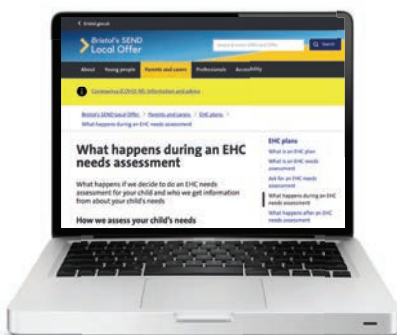 bristol.gov.uk
Bristol's SEND
Local Offer
Search
About Young people Parents and carers Professionals Accessibility
Coronavirus (COVID-19): Information and advice
Bristol's SEND Local Offer Parents and carers EHC plans
What happens during an EHC needs assessment
What happens during an EHC
needs assessment
What happens if we decide to do an EHC needs
assessment for your child and who we get information
from about your child's needs
How we assess your child's needs
EHC plans
What is an EHC plan
What is an EHC needs
assessment
Ask for an EHC needs
assessment
What happens during an EHC
needs assessment
What happens after an EHC
needs assessment